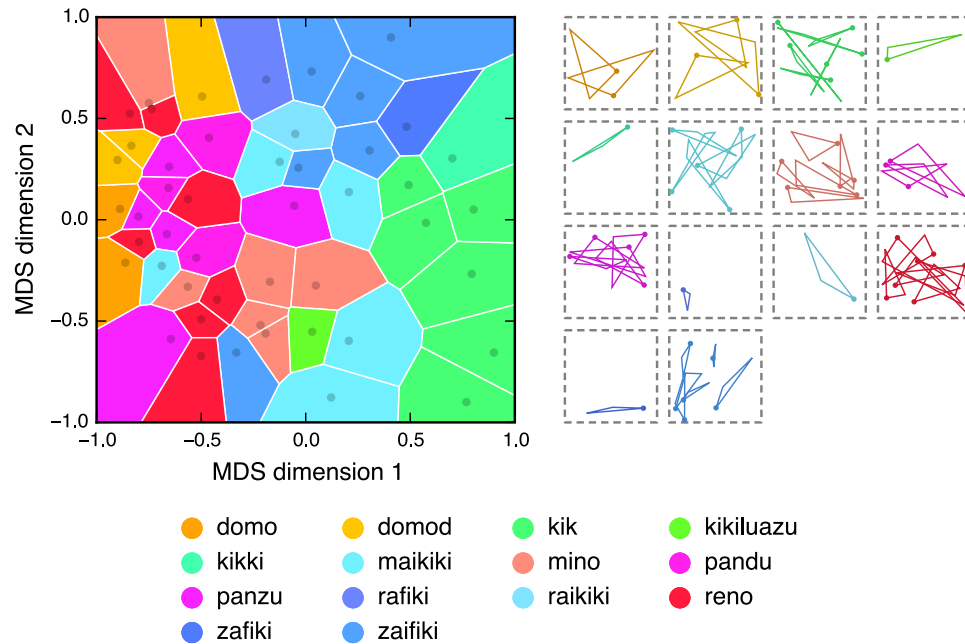 1.0
0.5
0.0
−0.5
−1.0
MDS dimension 2
−1.0 −0.5 0.0 0.5 1.0
MDS dimension 1
domo domod kik kikiluazu
kikki maikiki mino pandu
panzu rafiki raikiki reno
zafiki zaifiki